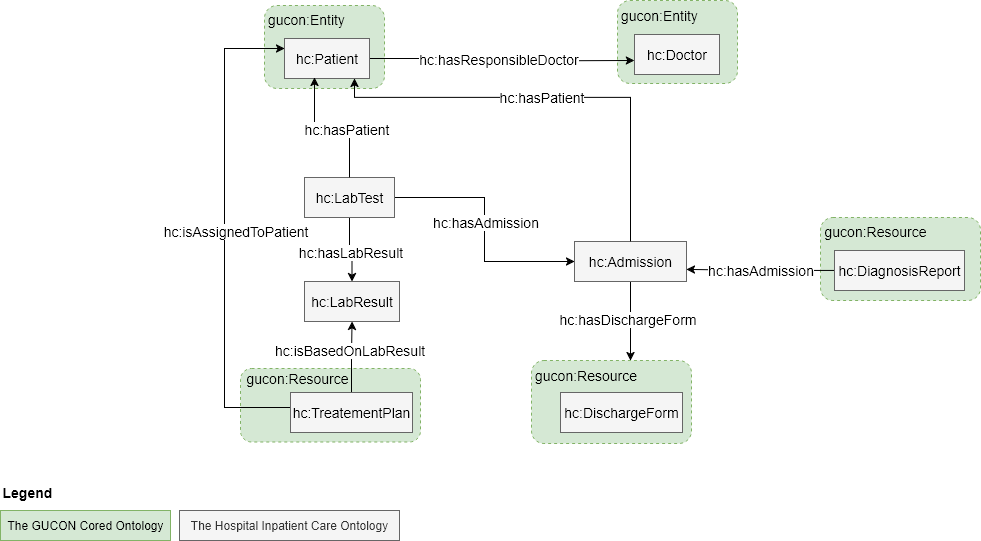 gucon:Entity
gucon:Entity
hc:Patient
hc:hasResponsibleDoctor
hc:Doctor
hc:hasPatient
hc:hasPatient
hc:LabTest
hc:hasAdmission
hc:isAssignedToPatient
gucon:Resource
hc:hasLabResult
hc:Admission
hc:hasAdmission
hc:DiagnosisReport
hc:LabResult
hc:hasDischargeForm
hc:isBasedOnLabResult
gucon:Resource
gucon:Resource
hc:TreatementPlan
hc:DischargeForm
Legend
The GUCON Cored Ontology
The Hospital Inpatient Care Ontology